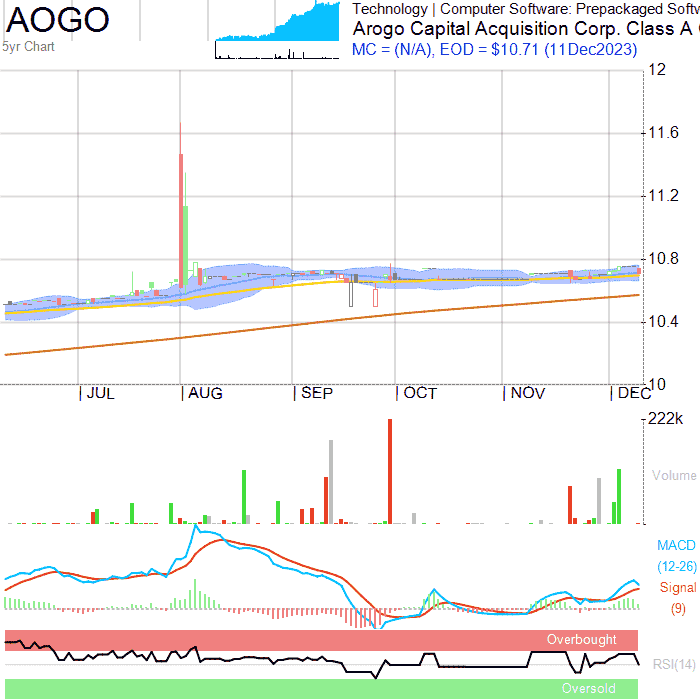 AOGO
5yr Chart
Technology | Computer Software: Prepackaged Softw
Arogo Capital Acquisition Corp. Class A
MC = (N/A), EOD = $10.71 (11Dec2023)
12
11.6
11.2
10.8
10.4
10
JUL AUG SEP OCT NOV DEC
222k
Volume
MACD
(12-26)
Signal
(9)
Overbought
RSI(14)
Oversold